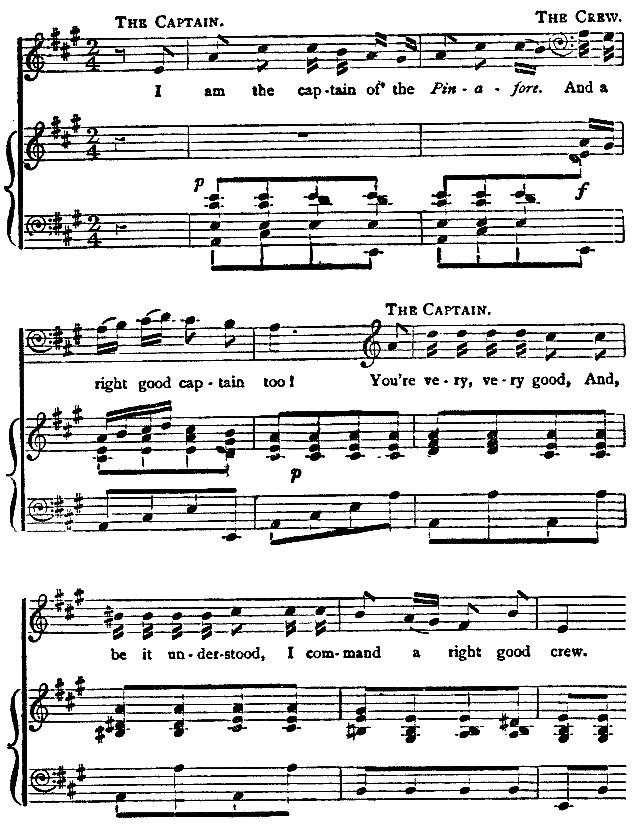 THE CAPTAIN. THE CREW.
I am the cap-tain of the Pin-a-fore. And a
p
f
right good cap-tain too!
THE CAPTAIN.
You're ve-ry, ve-ry good, And,
p
be it un-der-stood, I com-mand a right good crew.